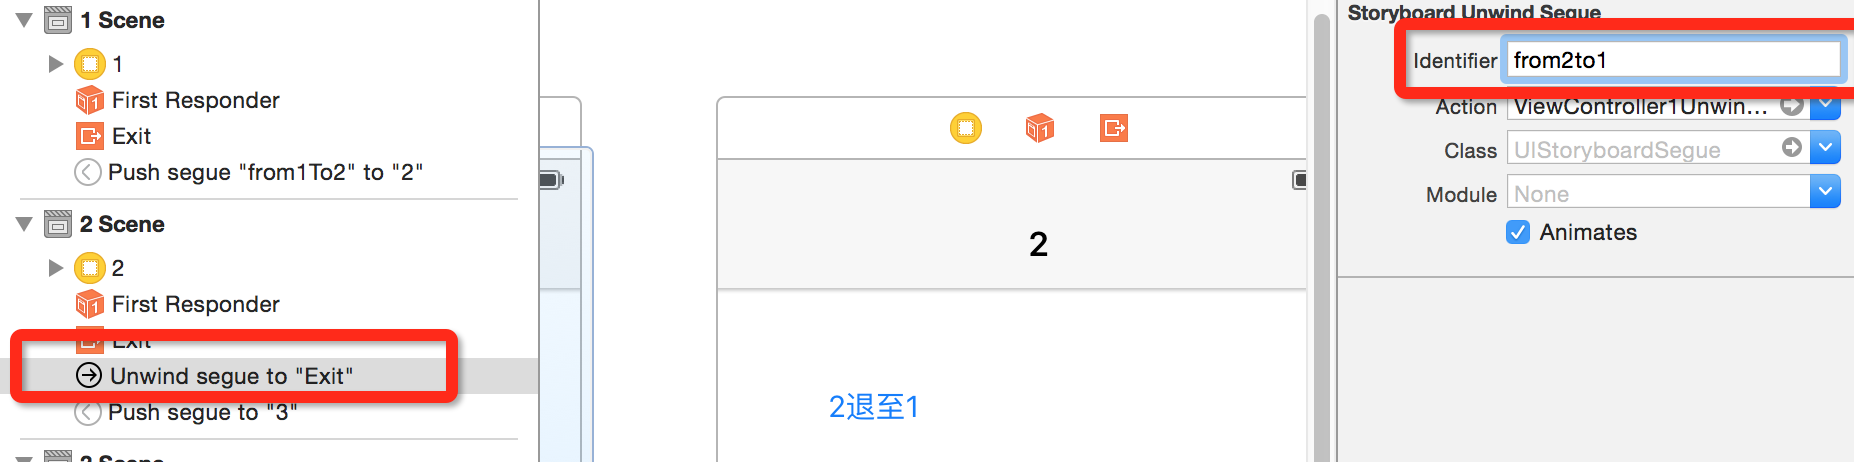 1 Scene
1
First Responder
Exit
Push segue "from1To2" to "2"
2 Scene
2
First Responder
Exit
Unwind segue to "Exit"
Push segue to "3"
Scene
2
2退至1
Storyboard Unwind Segue
Identifier from2to1
Action ViewController1Unwin...
Class UIStoryboardSegue
Module None
Animates